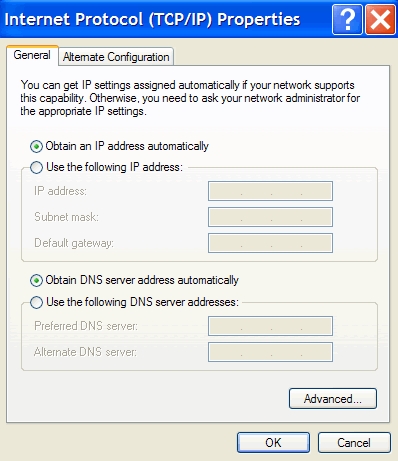 Internet Protocol (TCP/IP) Properties
General
Alternate Configuration
You can get IP settings assigned automatically if your network supports
this capability. Otherwise, you need to ask your network administrator for
the appropriate IP settings.
Obtain an IP address automatically
Use the following IP address:
IP address:
Subnet mask:
Default gateway:
Obtain DNS server address automatically
Use the following DNS server addresses:
Preferred DNS server:
Alternate DNS server:
Advanced...
OK
Cancel